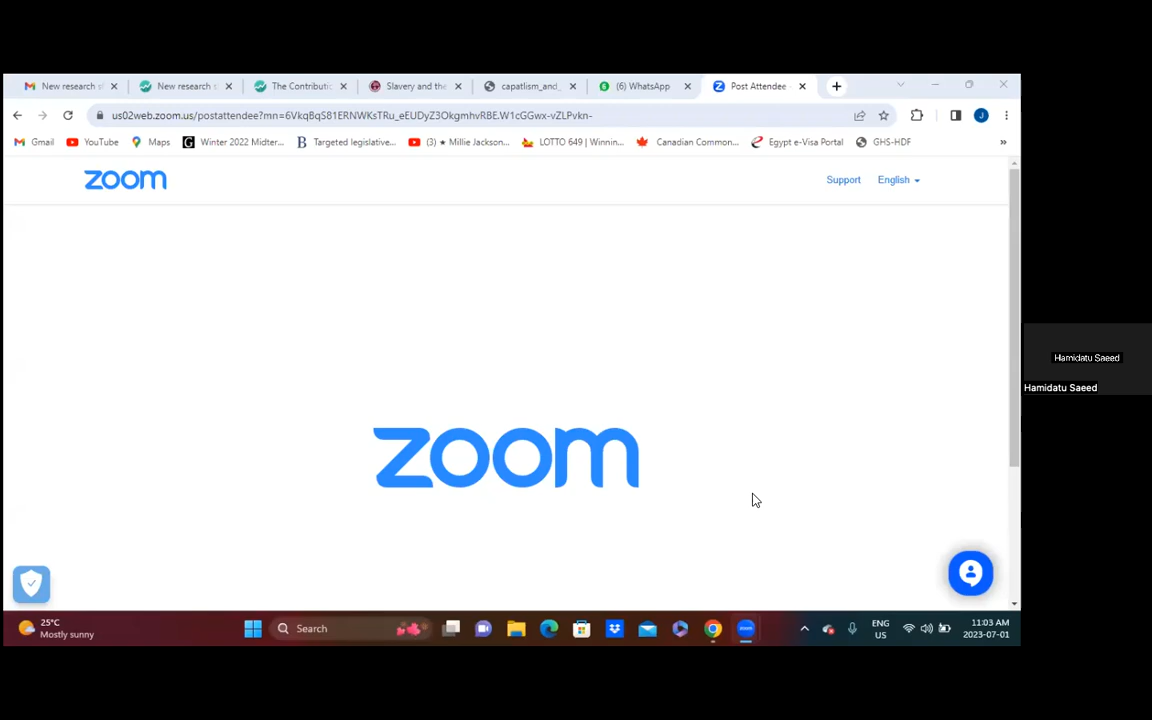 New research s
New research s
The Contributio
Slavery and the
capatlism_and_
(6) WhatsApp
Post Attendee -
us02web.zoom.us/postattendee?mn=6VkqBqS81ERNWKsTRu_eEUDyZ3OkgmhvRBE.W1cGGwx-vZLPvkn-
Gmail
YouTube
Maps
Winter 2022 Midter...
Targeted legislative...
(3) ★ Millie Jackson...
LOTTO 649 | Winnin...
Canadian Common...
Egypt e-Visa Portal
GHS-HDF
»
zoom
Support
English
Hamidatu Saeed
Hamidatu Saeed
zoom
25°C
Mostly sunny
Search
ENG
US
11:03 AM
2023-07-01